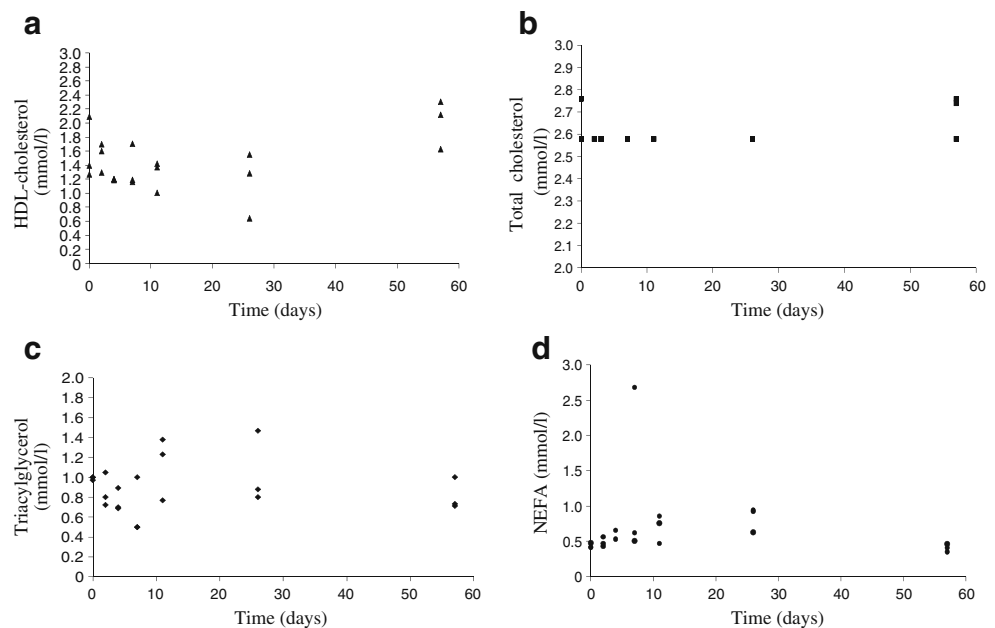 a
HDL-cholesterol
(mmol/l)
3.0
2.8
2.6
2.4
2.2
2.0
1.8
1.6
1.4
1.2
1.0
0.8
0.6
0.4
0.2
0
0 10 20 30 40 50 60
Time (days)
b
Total cholesterol
(mmol/l)
3.0
2.9
2.8
2.7
2.6
2.5
2.4
2.3
2.2
2.1
2.0
0 10 20 30 40 50 60
Time (days)
c
Triacylglycerol
(mmol/l)
2.0
1.8
1.6
1.4
1.2
1.0
0.8
0.6
0.4
0.2
0
0 10 20 30 40 50 60
Time (days)
d
NEFA (mmol/l)
3.0
2.5
2.0
1.5
1.0
0.5
0
0 10 20 30 40 50 60
Time (days)